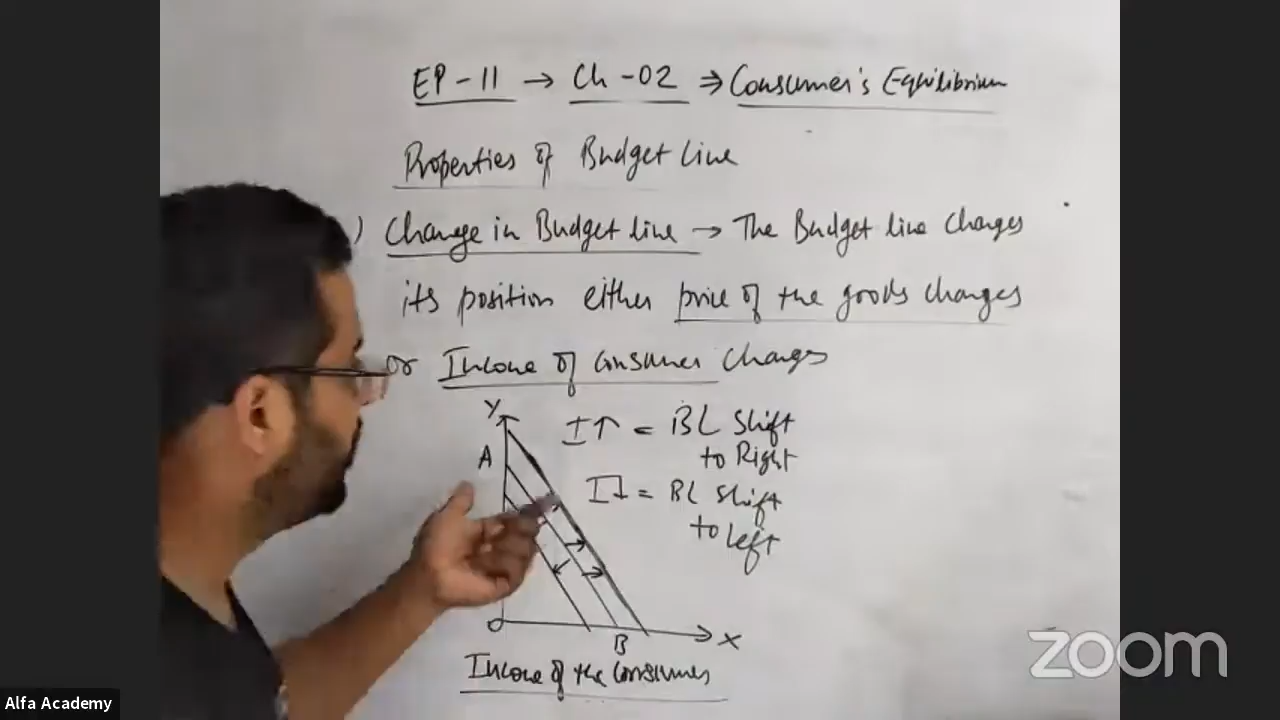 EP-11 → Ch-02 ⇒ Consumer's Equilibrium
Properties of Budget Line
) Change in Budget line → The Budget line Changes
its position either price of the goods changes
or Income of Consumer Changes
Y
A
I↑ = BL Shift
to Right
I↓ = BL Shift
to left
O
B
X
Income of the Consumer
zoom
Alfa Academy